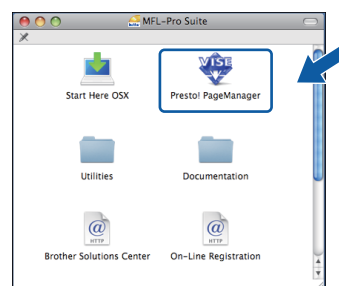 MFL-Pro Suite
Start Here OSX
VISE
Presto! PageManager
Utilities
Documentation
@
HTTP
@
HTTP
Brother Solutions Center
On-Line Registration